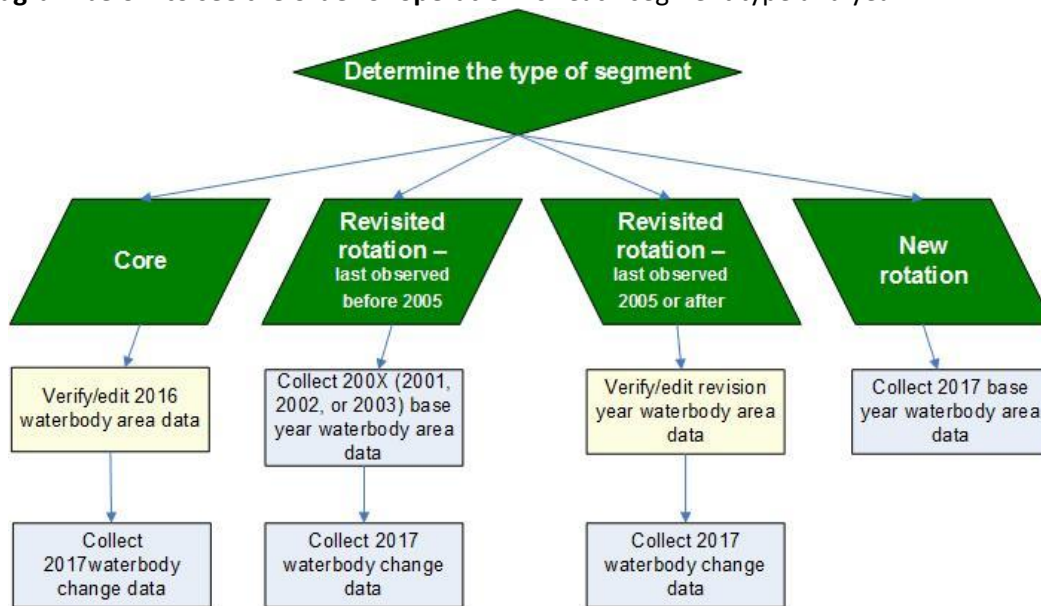 Determine the type of segment
Core
Revisited
rotation –
last observed
before 2005
Revisited
rotation –
last observed
2005 or after
New
rotation
Verify/edit 2016
waterbody area data
Collect 200X (2001,
2002, or 2003) base
year waterbody area
data
Verify/edit revision
year waterbody area
data
Collect 2017 base
year waterbody area
data
Collect
2017waterbody
change data
Collect 2017
waterbody change
data
Collect 2017
waterbody change
data